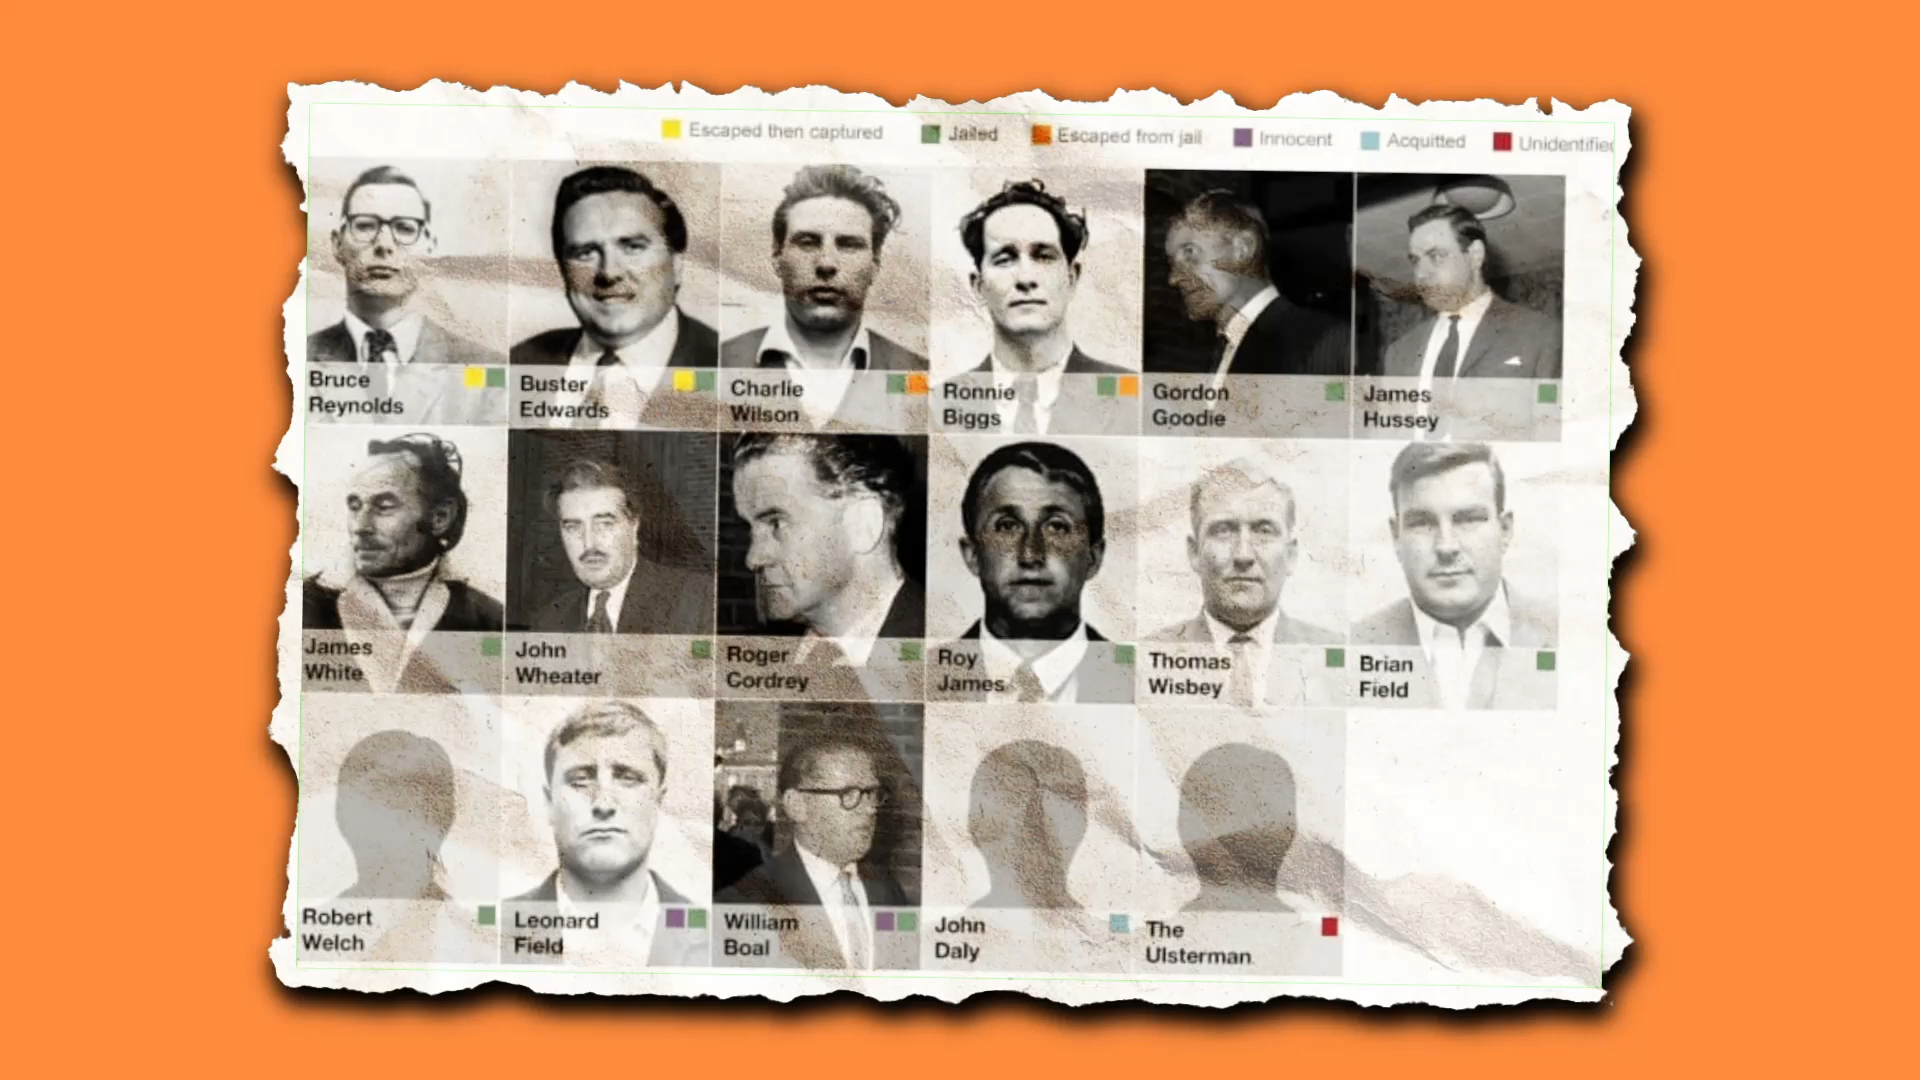 Escaped then captured Jailed Escaped from jail Innocent Acquitted Unidentified
Bruce
Reynolds
Buster
Edwards
Charlie
Wilson
Ronnie
Biggs
Gordon
Goodie
James
Hussey
James
White
John
Wheater
Roger
Cordrey
Roy
James
Thomas
Wisbey
Brian
Field
Robert
Welch
Leonard
Field
William
Boal
John
Daly
The
Ulsterman